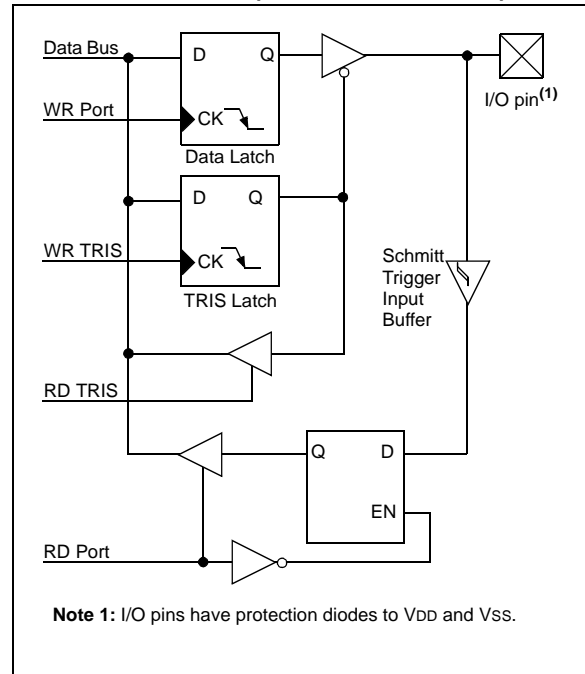 Data Bus
D Q
WR Port
I/O pin(1)
CK
Data Latch
D Q
WR TRIS
CK
TRIS Latch
Schmitt
Trigger
Input
Buffer
RD TRIS
Q D
EN
RD Port
Note 1: I/O pins have protection diodes to VDD and VSS.